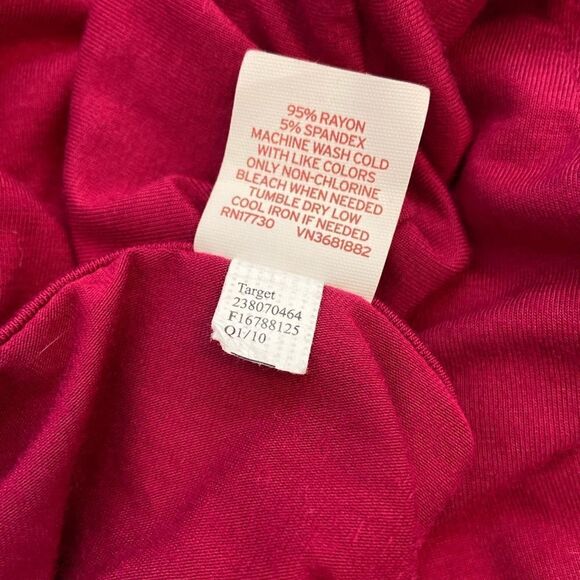 95% RAYON
5% SPANDEX
MACHINE WASH COLD
WITH LIKE COLORS
ONLY NON-CHLORINE
BLEACH WHEN NEEDED
TUMBLE DRY LOW
COOL IRON IF NEEDED
RN17730 VN3681882
Target
238070464
F16788125
Q1/10